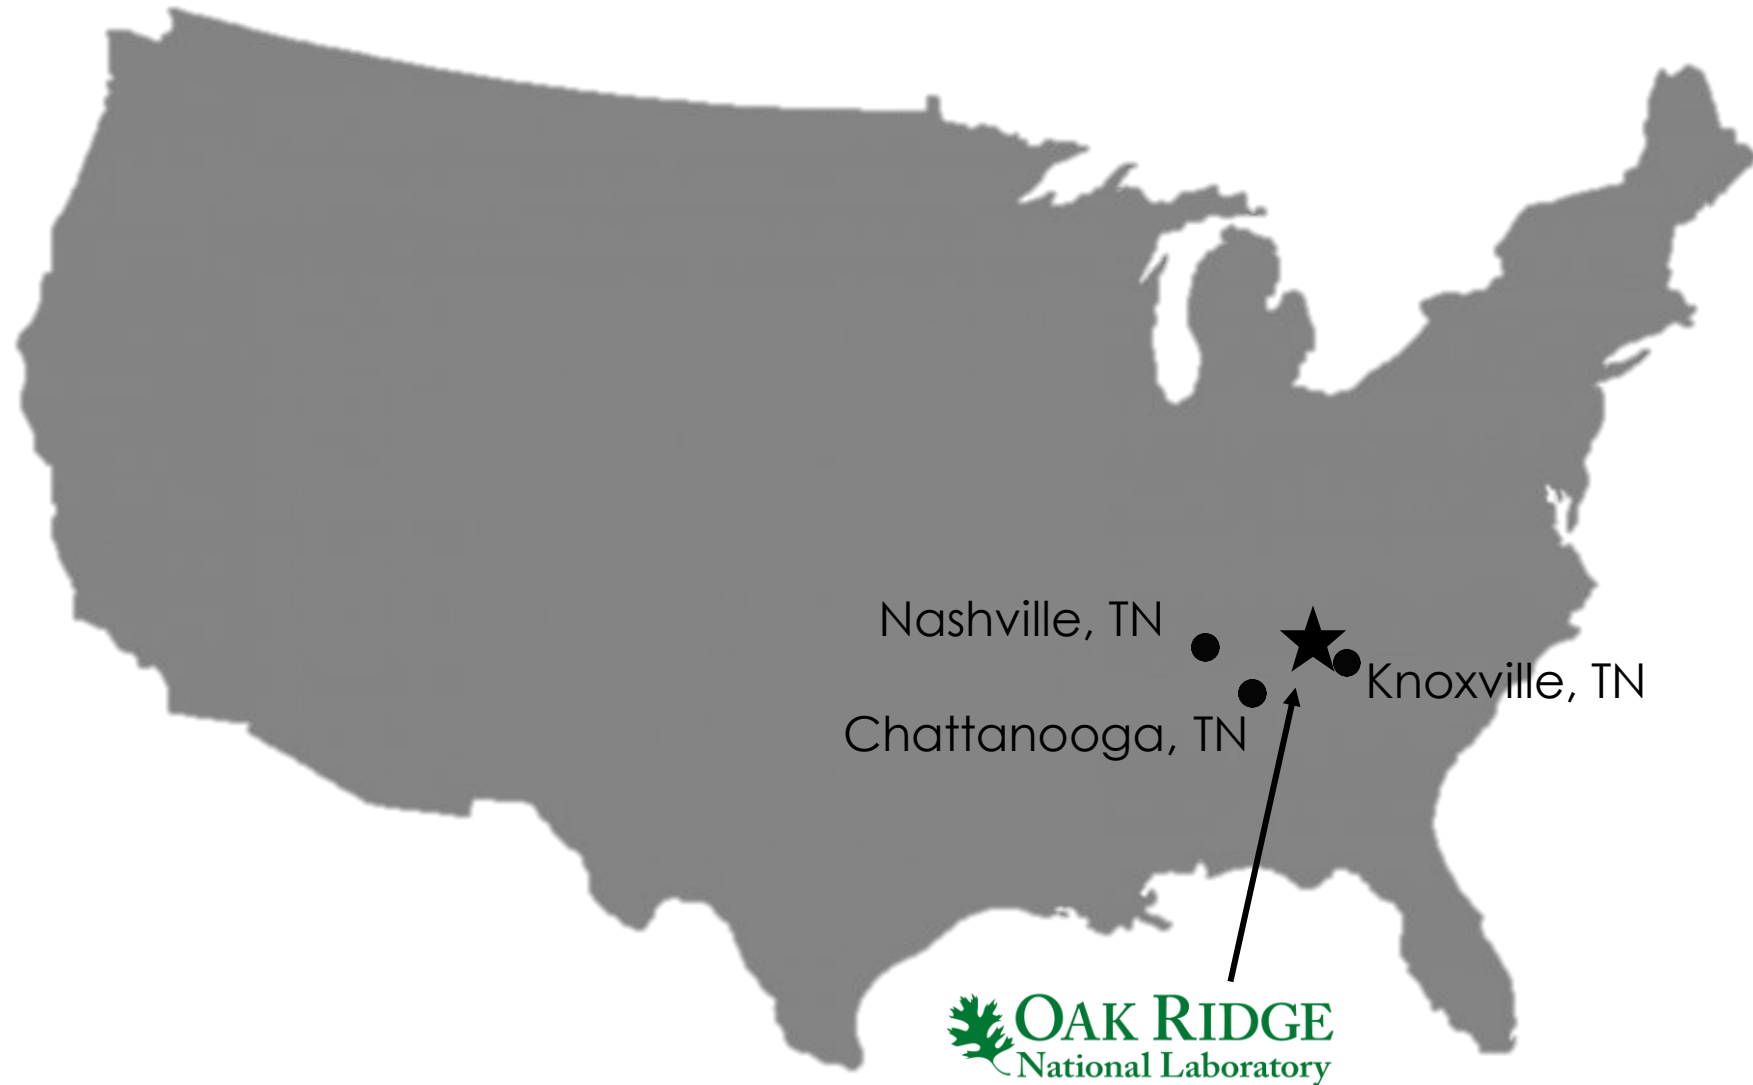 Nashville, TN
Knoxville, TN
Chattanooga, TN
OAK RIDGE
National Laboratory